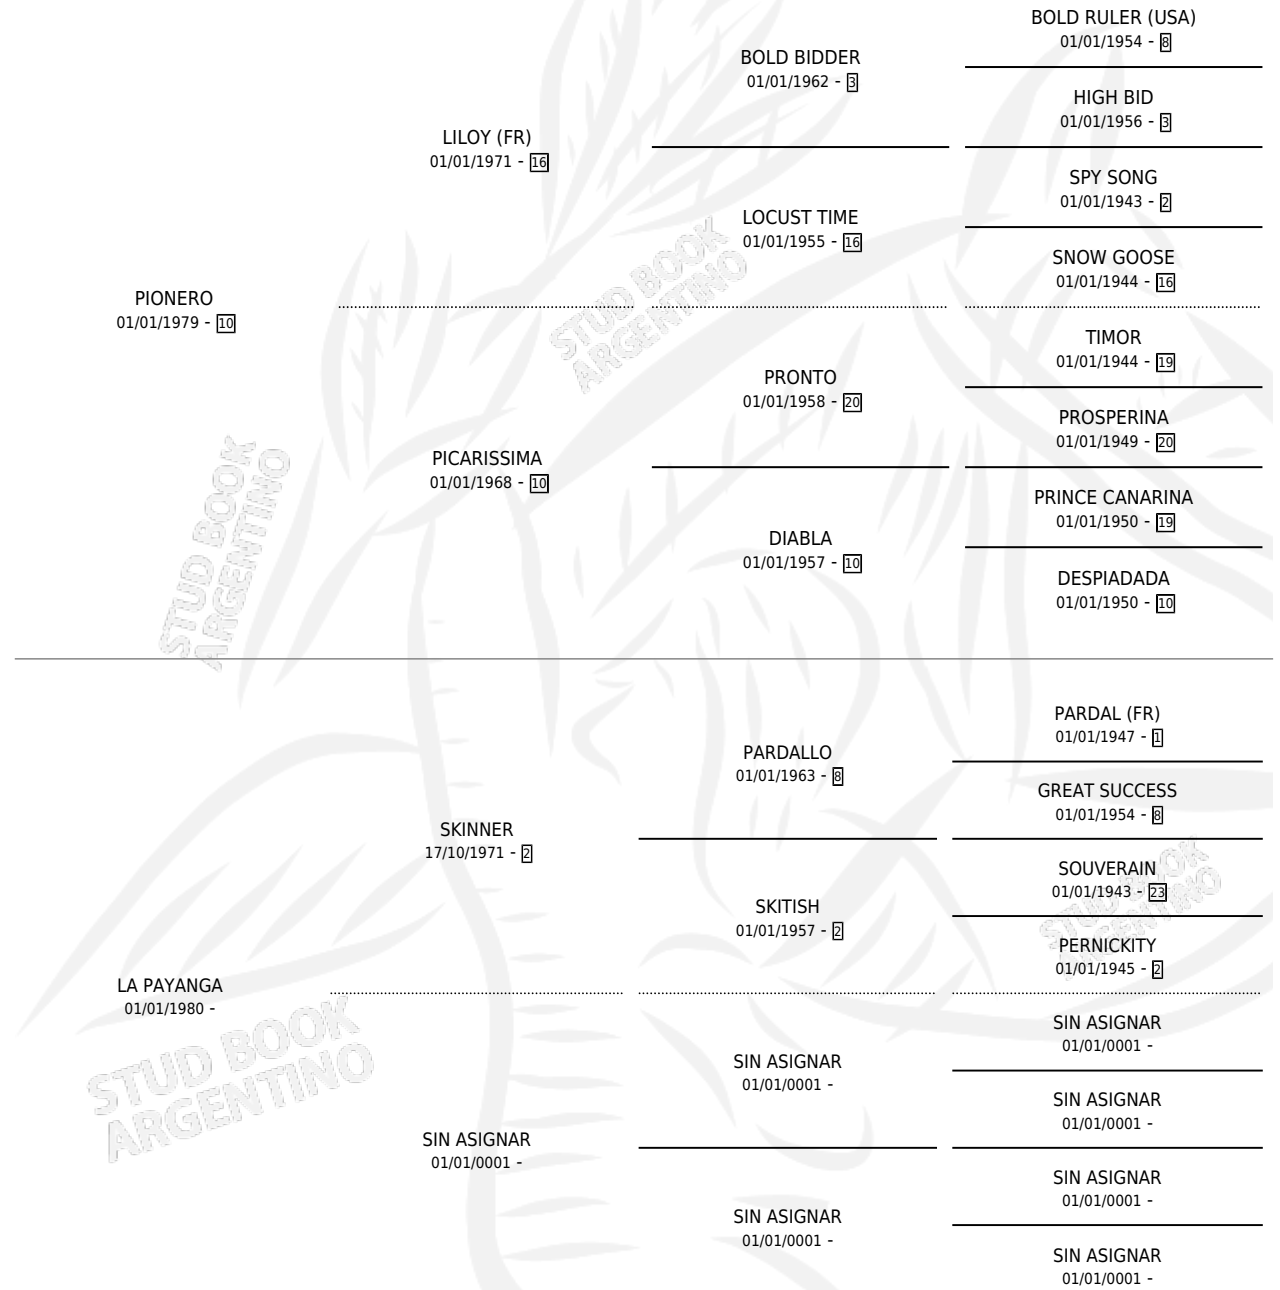 BOLD RULER (USA)
01/01/1954 - 8
BOLD BIDDER
01/01/1962 - 3
HIGH BID
01/01/1956 - 3
LILOY (FR)
01/01/1971 - 16
SPY SONG
01/01/1943 - 2
LOCUST TIME
01/01/1955 - 16
SNOW GOOSE
01/01/1944 - 16
PIONERO
01/01/1979 - 10
TIMOR
01/01/1944 - 19
PRONTO
01/01/1958 - 20
PROSPERINA
01/01/1949 - 20
PICARISSIMA
01/01/1968 - 10
PRINCE CANARINA
01/01/1950 - 19
DIABLA
01/01/1957 - 10
DESPIADADA
01/01/1950 - 10
PARDAL (FR)
01/01/1947 - 1
PARDALLO
01/01/1963 - 8
GREAT SUCCESS
01/01/1954 - 8
SKINNER
17/10/1971 - 2
SOUVERAIN
01/01/1943 - 23
SKITISH
01/01/1957 - 2
PERNICKITY
01/01/1945 - 2
LA PAYANGA
01/01/1980 -
SIN ASIGNAR
01/01/0001 -
SIN ASIGNAR
01/01/0001 -
SIN ASIGNAR
01/01/0001 -
SIN ASIGNAR
01/01/0001 -
SIN ASIGNAR
01/01/0001 -
SIN ASIGNAR
01/01/0001 -
SIN ASIGNAR
01/01/0001 -
STUD BOOK
ARGENTINO
STUD BOOK
ARGENTINO
STUD BOOK
ARGENTINO
STUD BOOK
ARGENTINO